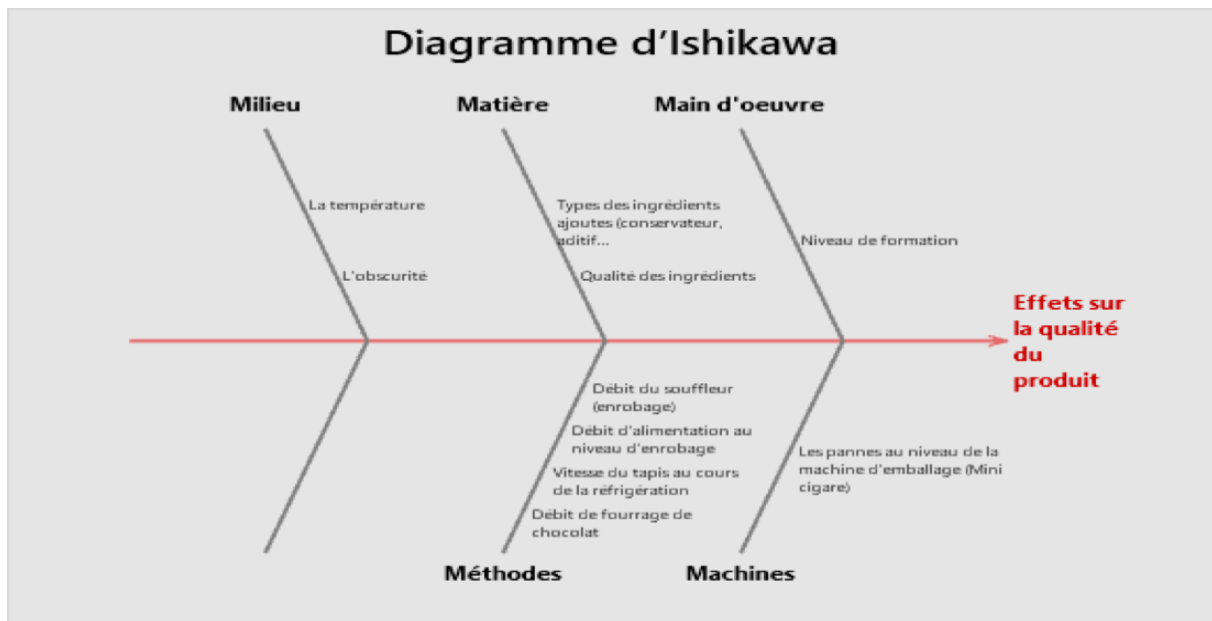 Diagramme d'Ishikawa
Milieu
Matière
Main d'oeuvre
La température
L'obscurité
Types des ingrédients
ajoutes (conservateur,
aditif...
Qualité des ingrédients
Niveau de formation
Effets sur
la qualité
du
produit
Débit du souffleur
(enrobage)
Débit d'alimentation au
niveau d'enrobage
Vitesse du tapis au cours
de la réfrigération
Débit de fourrage de
chocolat
Les pannes au niveau de la
machine d'emballage (Mini
cigare)
Méthodes
Machines